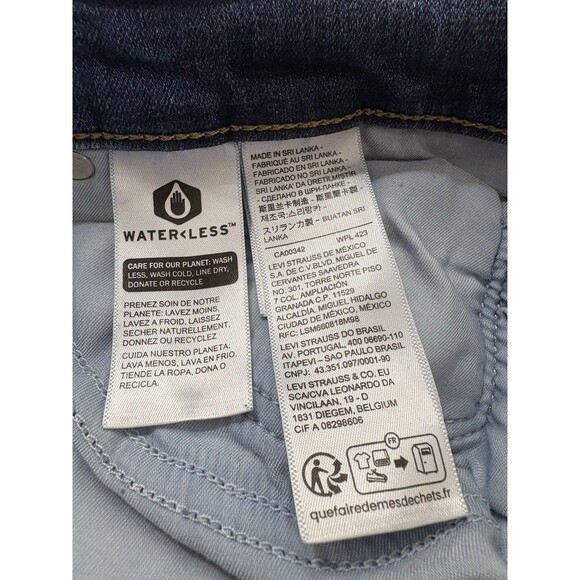 WATER<LESS™
CARE FOR OUR PLANET: WASH
LESS, WASH COLD, LINE DRY,
DONATE OR RECYCLE
PRENEZ SOIN DE NOTRE
PLANETE: LAVEZ MOINS,
LAVEZ A FROID, LAISSEZ
SECHER NATURELLEMENT.
DONNEZ OU RECYCLEZ
CUIDA NUESTRO PLANETA:
LAVA MENOS, LAVA EN FRIO.
TIENDE LA ROPA, DONA O
RECICLA.
MADE IN SRI LANKA -
FABRIQUÉ AU SRI LANKA -
FABRICADO EN SRI LANKA -
FABRICADO NO SRI LANKA -
SRI LANKA'DA ÜRETİLMİŞTİR
- СДЕЛАНО В ШРИ-ЛАНКЕ -
斯里兰卡制造 - 斯里蘭卡製 -
제조국:스리랑카 -
スリランカ製 - BUATAN SRI
LANKA
CA00342 WPL 423
LEVI STRAUSS DE MÉXICO
S.A. DE C.V.BLVD. MIGUEL DE
CERVANTES SAAVEDRA
NO. 301, TORRE NORTE PISO
7 COL. AMPLIACIÓN
GRANADA C.P. 11529
ALCALDÍA. MIGUEL HIDALGO
CIUDAD DE MÉXICO, MÉXICO
RFC: LSM660818M98
LEVI STRAUSS DO BRASIL
AV. PORTUGAL, 400 06690-110
ITAPEVI – SAO PAULO BRASIL
CNPJ: 43.351.097/0001-90
LEVI STRAUSS & CO. EU
SCA/CVA LEONARDO DA
VINCILAAN, 19 - D
1831 DIEGEM, BELGIUM
CIF A 08298606
FR
quefairedemesdechets.fr